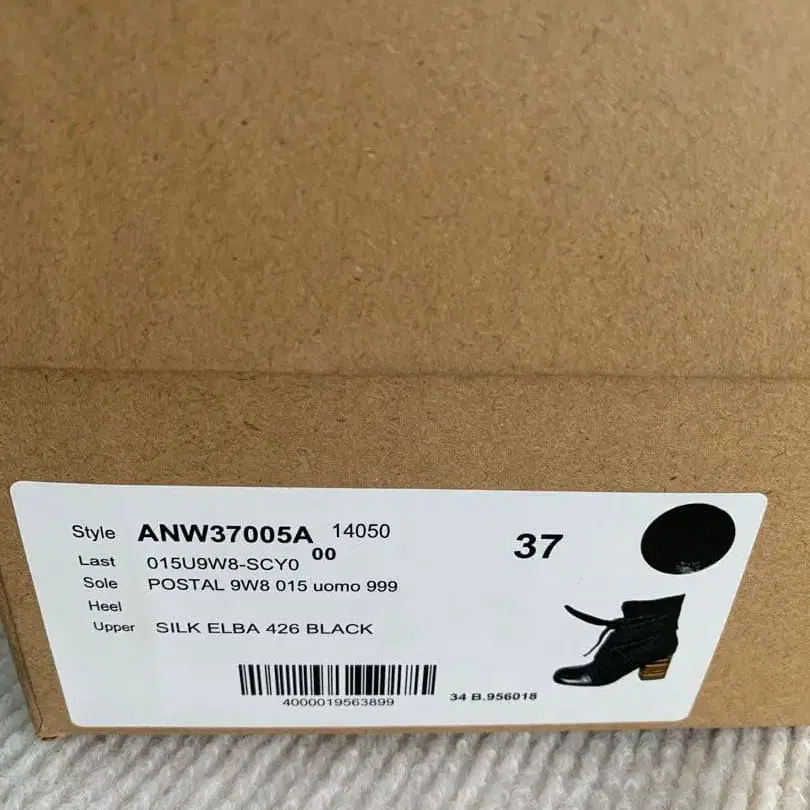 Style ANW37005A 14050
Last 015U9W8-SCY0 00
Sole POSTAL 9W8 015 uomo 999
Heel
Upper SILK ELBA 426 BLACK
37
4000019563899
34 B.956018